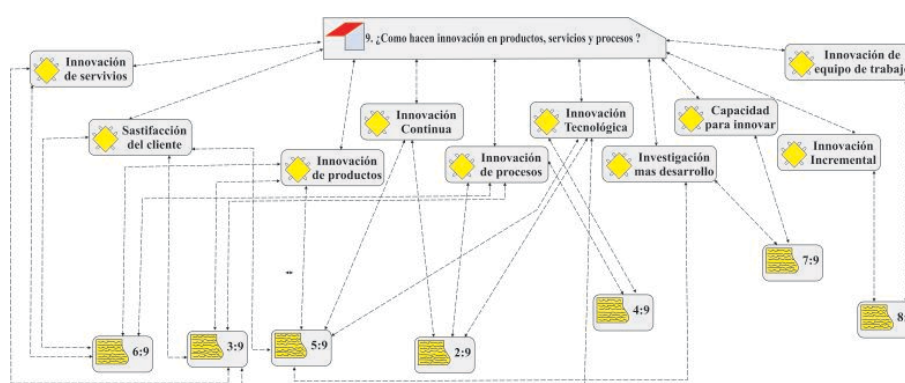 9. ¿Como hacen innovación en productos, servicios y procesos ?
Innovación
de servivios
Innovación de
equipo de trabajo
Sastifacción
del cliente
Innovación
Continua
Innovación
Tecnológica
Capacidad
para innovar
Innovación
de productos
Innovación
de procesos
Investigación
mas desarrollo
Innovación
Incremental
7:9
4:9
8:
6:9
3:9
5:9
2:9